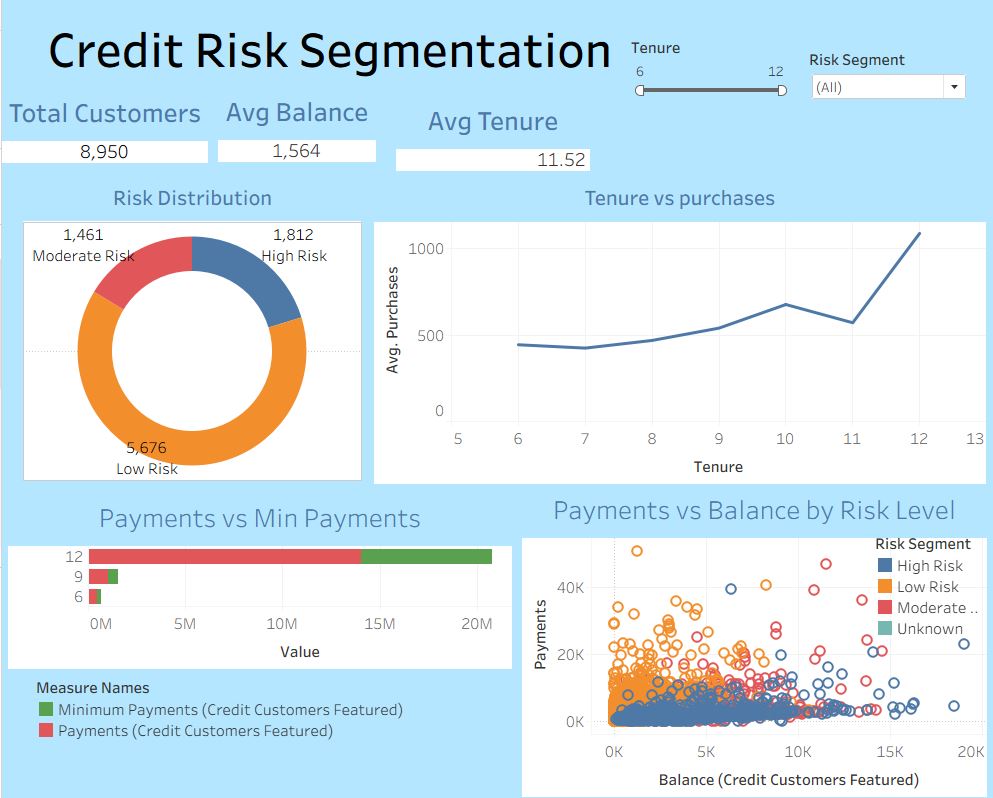 Credit Risk Segmentation
Tenure
6 12
Risk Segment
(All)
Total Customers
8,950
Avg Balance
1,564
Avg Tenure
11.52
Risk Distribution
1,461
Moderate Risk
1,812
High Risk
5,676
Low Risk
Tenure vs purchases
Avg. Purchases
1000
500
0
5 6 7 8 9 10 11 12 13
Tenure
Payments vs Min Payments
12
9
6
0M 5M 10M 15M 20M
Value
Measure Names
Minimum Payments (Credit Customers Featured)
Payments (Credit Customers Featured)
Payments vs Balance by Risk Level
Risk Segment
High Risk
Low Risk
Moderate ..
Unknown
Payments
40K
20K
0K
0K 5K 10K 15K 20K
Balance (Credit Customers Featured)